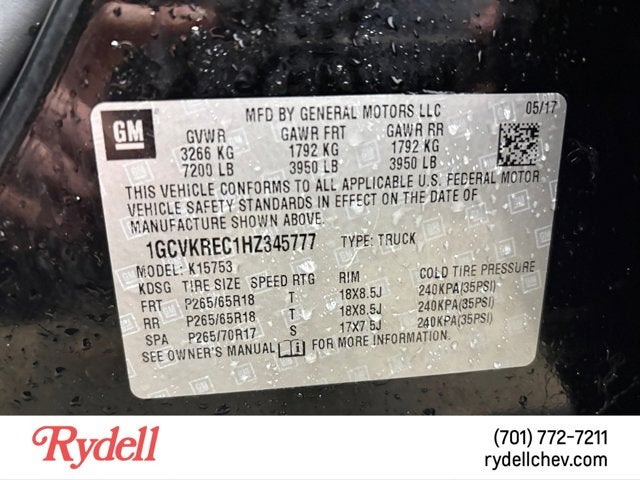 GM
MFD BY GENERAL MOTORS LLC 05/17
GVWR GAWR FRT GAWR RR
3266 KG 1792 KG 1792 KG
7200 LB 3950 LB 3950 LB
THIS VEHICLE CONFORMS TO ALL APPLICABLE U.S. FEDERAL MOTOR
VEHICLE SAFETY STANDARDS IN EFFECT ON THE DATE OF
MANUFACTURE SHOWN ABOVE.
1GCVKREC1HZ345777 TYPE: TRUCK
MODEL: K15753
KDSG TIRE SIZE SPEED RTG RIM COLD TIRE PRESSURE
FRT P265/65R18 T 18X8.5J 240KPA(35PSI)
RR P265/65R18 T 18X8.5J 240KPA(35PSI)
SPA P265/70R17 S 17X7.5J 240KPA(35PSI)
SEE OWNER'S MANUAL FOR MORE INFORMATION.
Rydell
(701) 772-7211
rydellchev.com